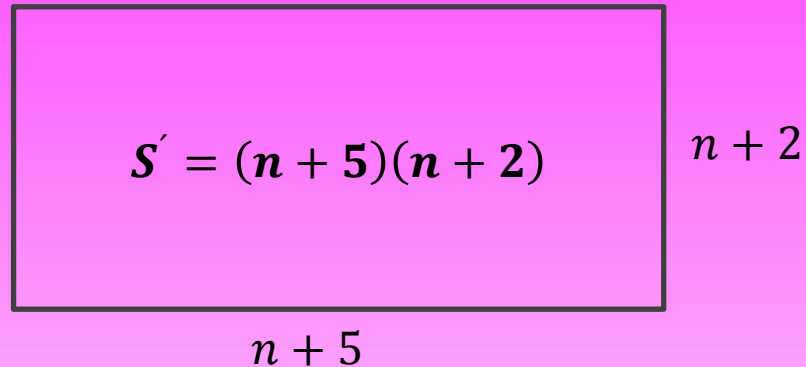 S′ = (n + 5)(n + 2)
n + 2
n + 5